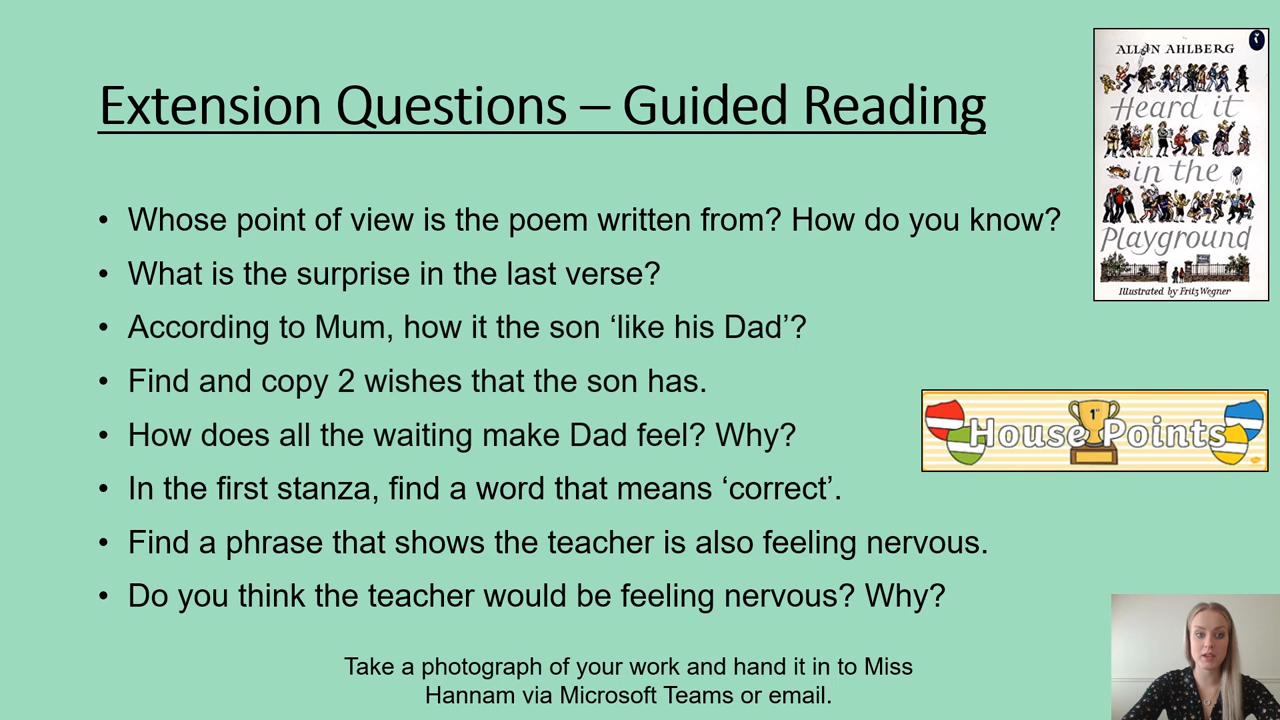 Extension Questions – Guided Reading
• Whose point of view is the poem written from? How do you know?
• What is the surprise in the last verse?
• According to Mum, how it the son ‘like his Dad’?
• Find and copy 2 wishes that the son has.
• How does all the waiting make Dad feel? Why?
• In the first stanza, find a word that means ‘correct’.
• Find a phrase that shows the teacher is also feeling nervous.
• Do you think the teacher would be feeling nervous? Why?
Take a photograph of your work and hand it in to Miss
Hannam via Microsoft Teams or email.
ALLAN AHLBERG
Heard it
in the
Playground
Illustrated by Fritz Wegner
1st
House Points